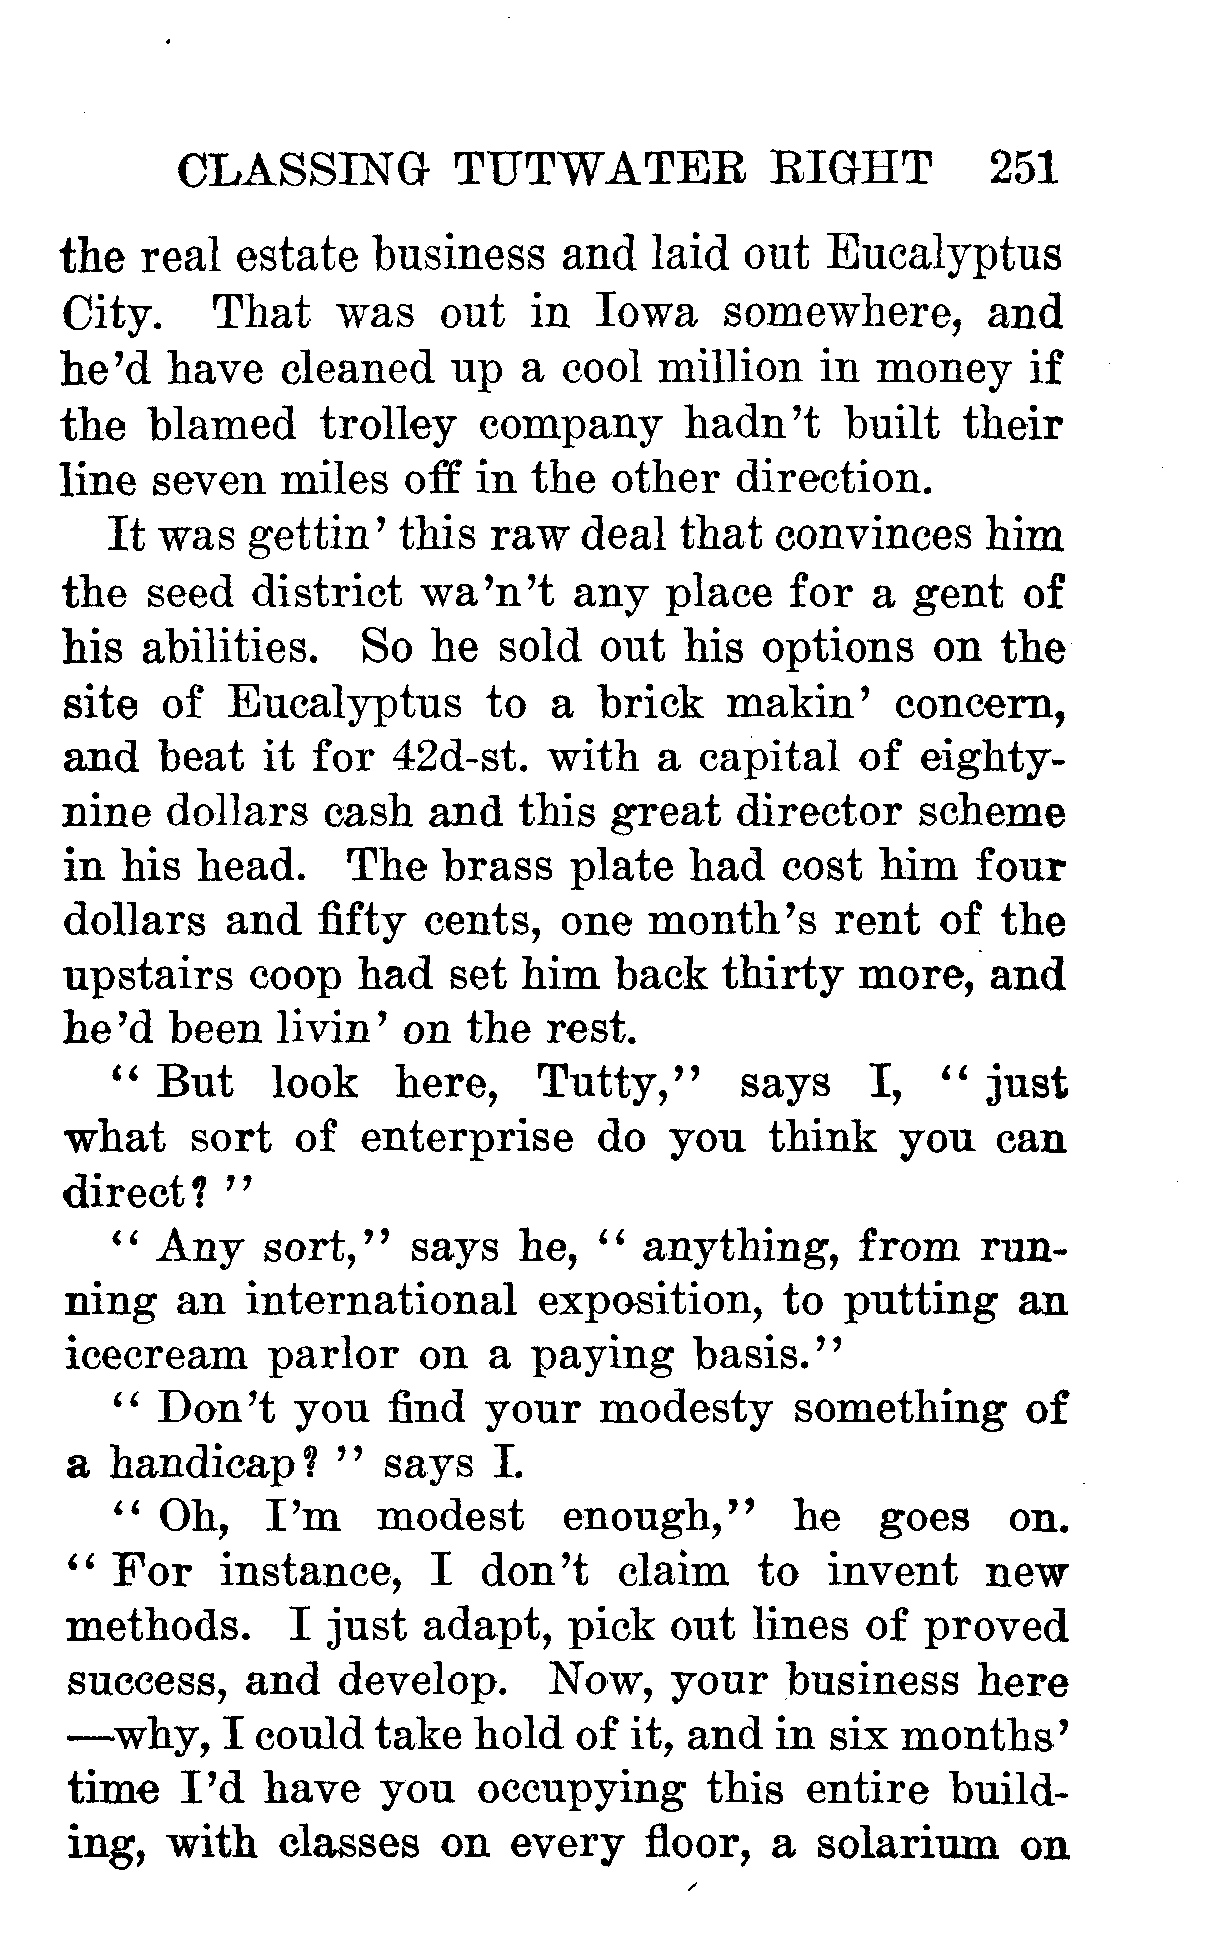 CLASSING TUTWATER RIGHT 251
the real estate business and laid out Eucalyptus
City. That was out in Iowa somewhere, and
he'd have cleaned up a cool million in money if
the blamed trolley company hadn't built their
line seven miles off in the other direction.
It was gettin' this raw deal that convinces him
the seed district wa'n't any place for a gent of
his abilities. So he sold out his options on the
site of Eucalyptus to a brick makin' concern,
and beat it for 42d-st. with a capital of eighty-
nine dollars cash and this great director scheme
in his head. The brass plate had cost him four
dollars and fifty cents, one month's rent of the
upstairs coop had set him back thirty more, and
he'd been livin' on the rest.
"But look here, Tutty," says I, "just
what sort of enterprise do you think you can
direct?"
"Any sort," says he, "anything, from run-
ning an international exposition, to putting an
icecream parlor on a paying basis."
"Don't you find your modesty something of
a handicap?" says I.
"Oh, I'm modest enough," he goes on.
"For instance, I don't claim to invent new
methods. I just adapt, pick out lines of proved
success, and develop. Now, your business here
—why, I could take hold of it, and in six months'
time I'd have you occupying this entire build-
ing, with classes on every floor, a solarium on